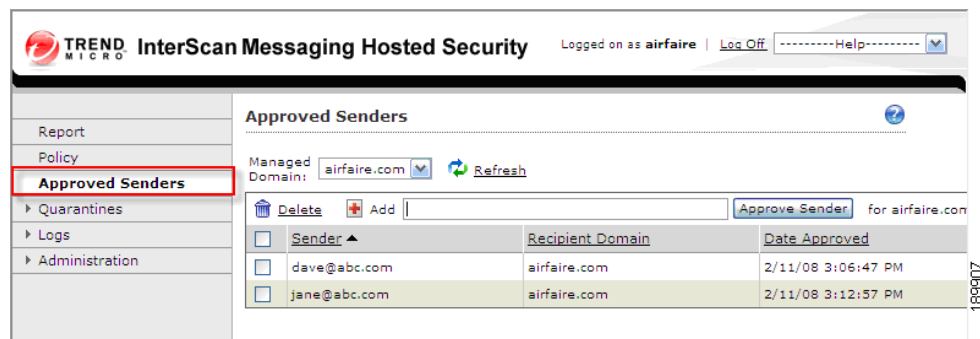 TREND MICRO InterScan Messaging Hosted Security Logged on as airfaire | Log Off ---------Help---------
Approved Senders
Report
Policy
Approved Senders
Quarantines
Logs
Administration
Managed Domain: airfaire.com Refresh
Delete Add Approve Sender for airfaire.com
Sender Recipient Domain Date Approved
dave@abc.com airfaire.com 2/11/08 3:06:47 PM
jane@abc.com airfaire.com 2/11/08 3:12:57 PM
189907